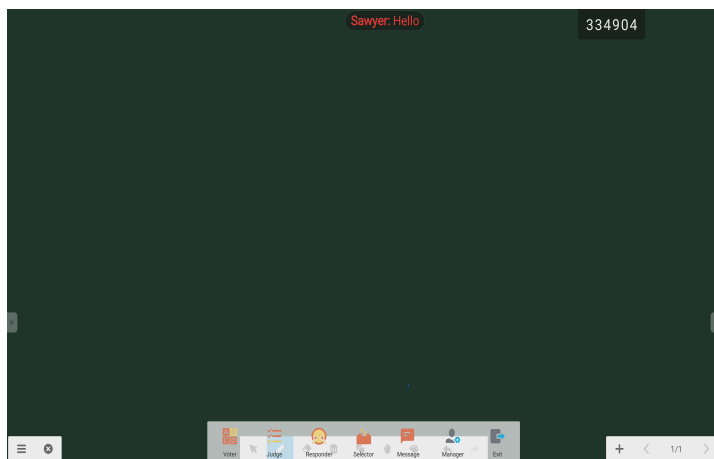 Sawyer: Hello
334904
Voter Judge Responder Selector Message Manager Exit
1/1